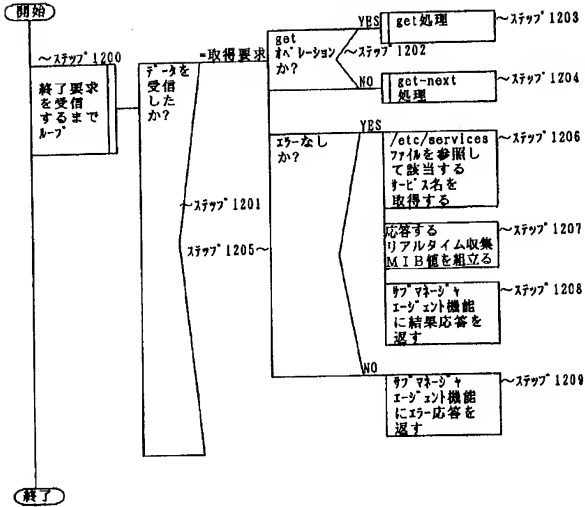 開始
～ステップ1200
終了要求
を受信
するまで
ループ
データを
受信
したか?
～ステップ1201
=取得要求
get
オペレーション
か?
～ステップ1202
YES
get処理
～ステップ1203
NO
get-next
処理
～ステップ1204
ステップ1205～
エラーなし
か?
YES
/etc/services
ファイルを参照し
て該当する
サービス名を
取得する
～ステップ1206
応答する
リアルタイム収集
MIB値を組立る
～ステップ1207
サブマネージャ
エージェント機能
に結果応答を
返す
～ステップ1208
NO
サブマネージャ
エージェント機能
にエラー応答を
返す
～ステップ1209
終了